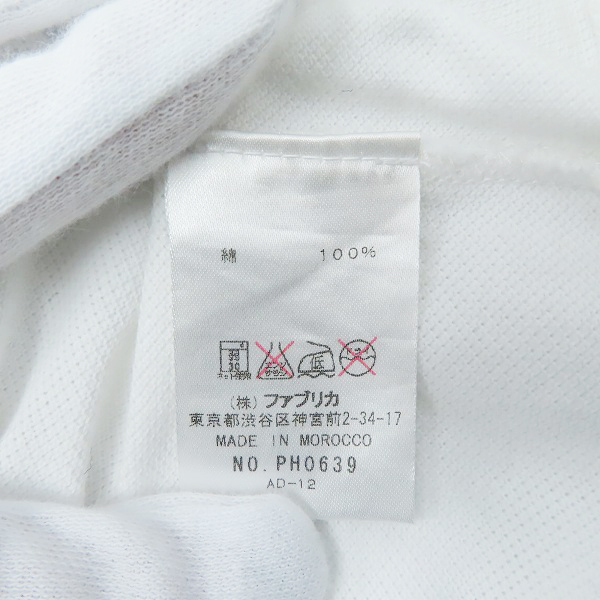 綿 100%
低
(株) ファブリカ
東京都渋谷区神宮前2-34-17
MADE IN MOROCCO
NO. PH0639
AD-12